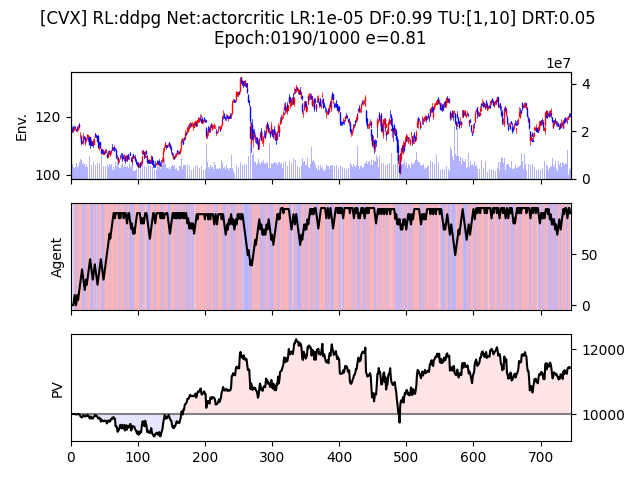 [CVX] RL:ddpg Net:actorcritic LR:1e-05 DF:0.99 TU:[1,10] DRT:0.05
Epoch:0190/1000 e=0.81
1e7
Env.
120
100
4
2
0
Agent
50
0
PV
12000
10000
0 100 200 300 400 500 600 700